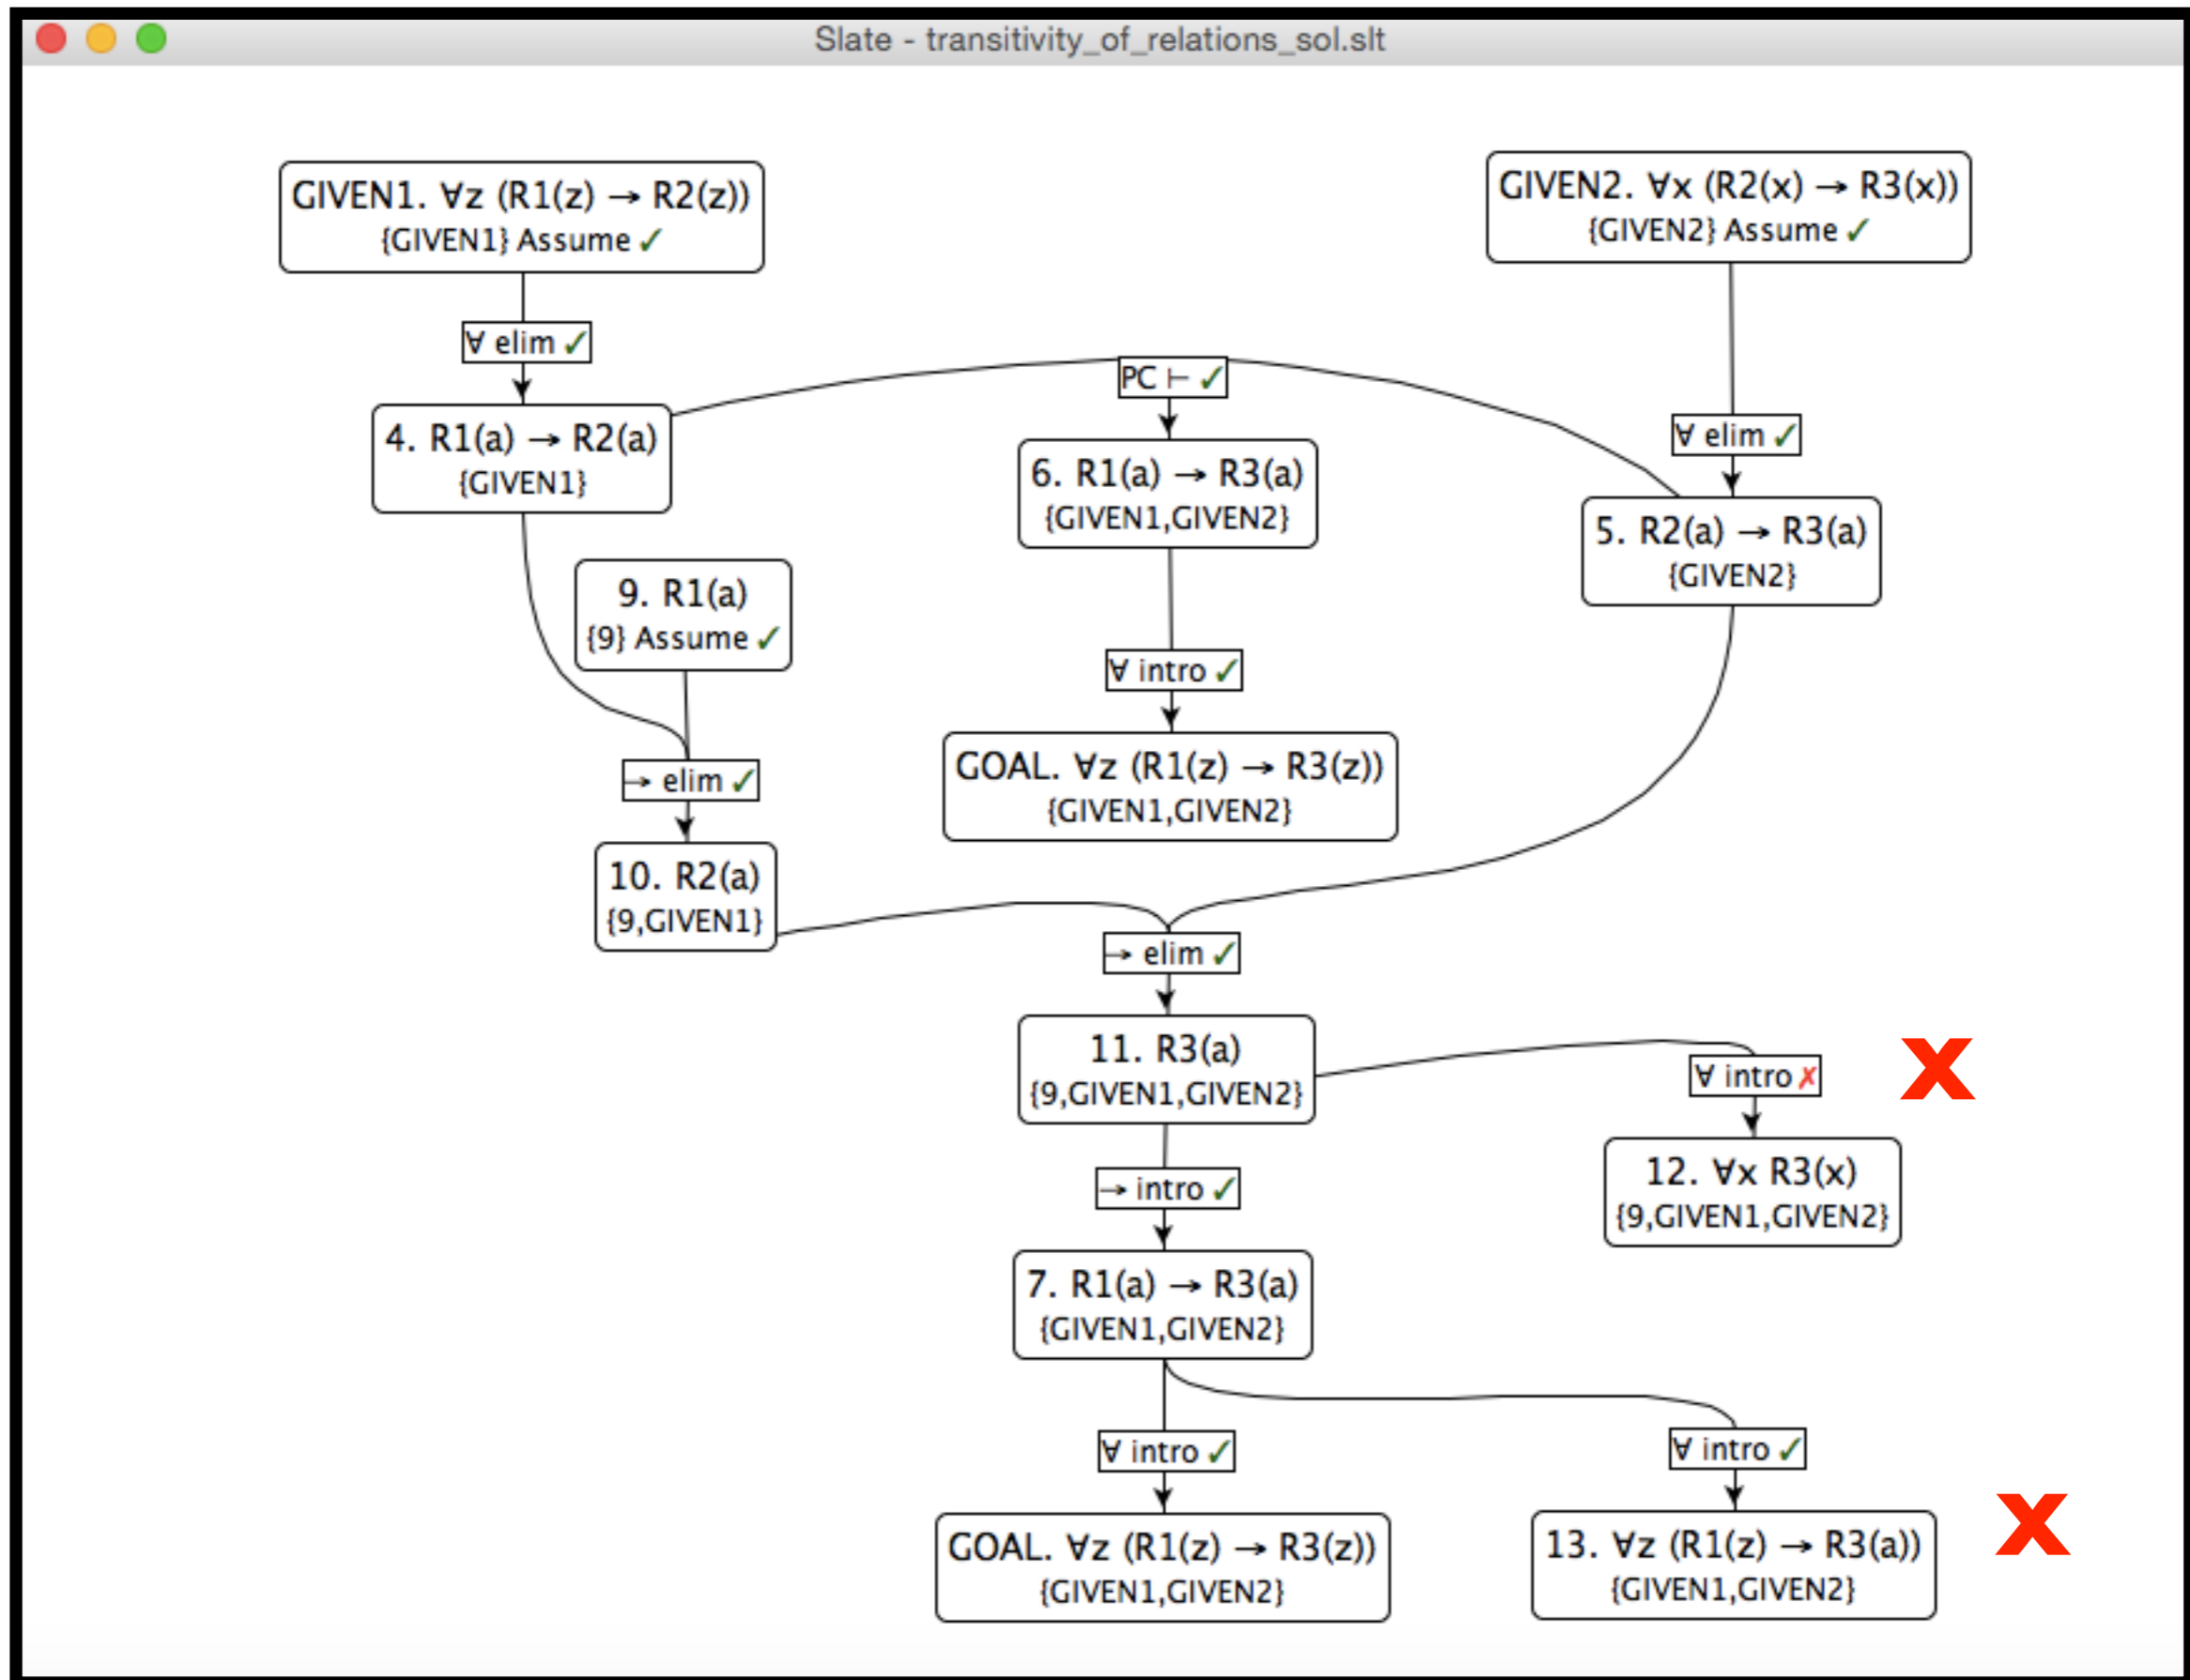 Slate - transitivity_of_relations_sol.slt
GIVEN1. ∀z (R1(z) → R2(z))
{GIVEN1} Assume ✓
GIVEN2. ∀x (R2(x) → R3(x))
{GIVEN2} Assume ✓
∀ elim ✓
PC ⊢ ✓
4. R1(a) → R2(a)
{GIVEN1}
∀ elim ✓
6. R1(a) → R3(a)
{GIVEN1,GIVEN2}
5. R2(a) → R3(a)
{GIVEN2}
9. R1(a)
{9} Assume ✓
∀ intro ✓
GOAL. ∀z (R1(z) → R3(z))
{GIVEN1,GIVEN2}
→ elim ✓
10. R2(a)
{9,GIVEN1}
→ elim ✓
11. R3(a)
{9,GIVEN1,GIVEN2}
∀ intro ✗
X
12. ∀x R3(x)
{9,GIVEN1,GIVEN2}
→ intro ✓
7. R1(a) → R3(a)
{GIVEN1,GIVEN2}
∀ intro ✓
∀ intro ✓
GOAL. ∀z (R1(z) → R3(z))
{GIVEN1,GIVEN2}
13. ∀z (R1(z) → R3(a))
{GIVEN1,GIVEN2}
X